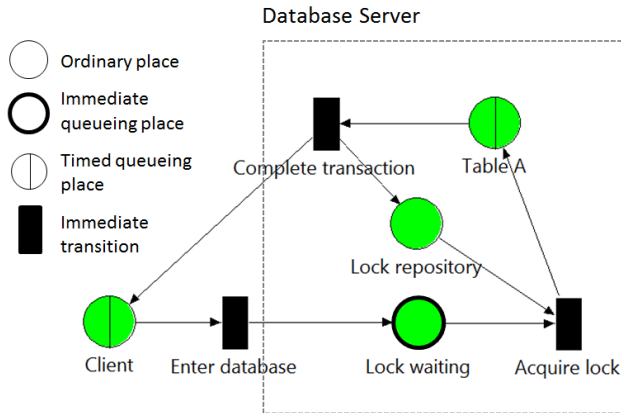 Database Server
Ordinary place
Immediate
queueing place
Timed queueing
place
Immediate
transition
Complete transaction
Table A
Lock repository
Client
Enter database
Lock waiting
Acquire lock